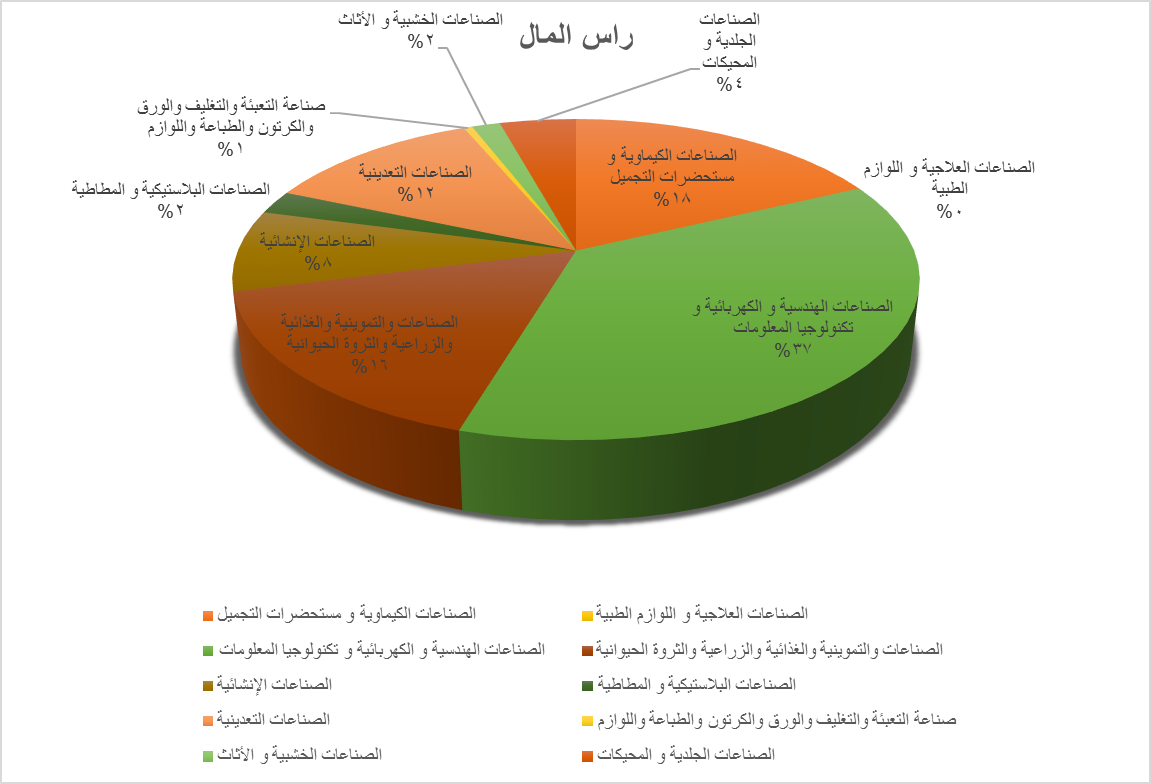 راس المال
الصناعات
الجلدية و
المحيكات
%٤
الصناعات الخشبية و الأثاث
%٢
صناعة التعبئة والتغليف والورق
والكرتون والطباعة واللوازم
%١
الصناعات الكيماوية و
مستحضرات التجميل
%١٨
الصناعات العلاجية و اللوازم
الطبية
%٠
الصناعات التعدينية
%١٢
الصناعات البلاستيكية و المطاطية
%٢
الصناعات الإنشائية
%٨
الصناعات الهندسية و الكهربائية و
تكنولوجيا المعلومات
%٣٧
الصناعات والتموينية والغذائية
والزراعية والثروة الحيوانية
%١٦
الصناعات الكيماوية و مستحضرات التجميل
الصناعات العلاجية و اللوازم الطبية
الصناعات الهندسية و الكهربائية و تكنولوجيا المعلومات
الصناعات والتموينية والغذائية والزراعية والثروة الحيوانية
الصناعات الإنشائية
الصناعات البلاستيكية و المطاطية
الصناعات التعدينية
صناعة التعبئة والتغليف والورق والكرتون والطباعة واللوازم
الصناعات الخشبية و الأثاث
الصناعات الجلدية و المحيكات